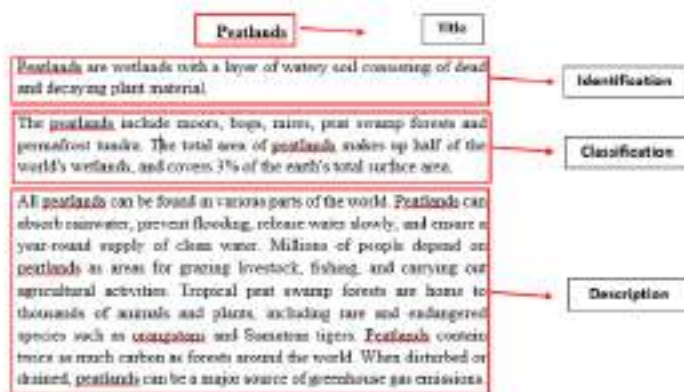 Peatlands
Title
Peatlands are wetlands with a layer of watery soil consisting of dead
and decaying plant material.
Identification
The peatlands include moors, bogs, mires, peat swamp forests and
permafrost tundra. The total area of peatlands makes up half of the
world's wetlands, and covers 3% of the earth's total surface area.
Classification
All peatlands can be found in various parts of the world. Peatlands can
absorb rainwater, prevent flooding, release water slowly, and ensure a
year-round supply of clean water. Millions of people depend on
peatlands as areas for grazing livestock, fishing, and carrying out
agricultural activities. Tropical peat swamp forests are home to
thousands of animals and plants, including rare and endangered
species such as orangutans and Sumatran tigers. Peatlands contain
twice as much carbon as forests around the world. When disturbed or
drained, peatlands can be a major source of greenhouse gas emissions.
Description